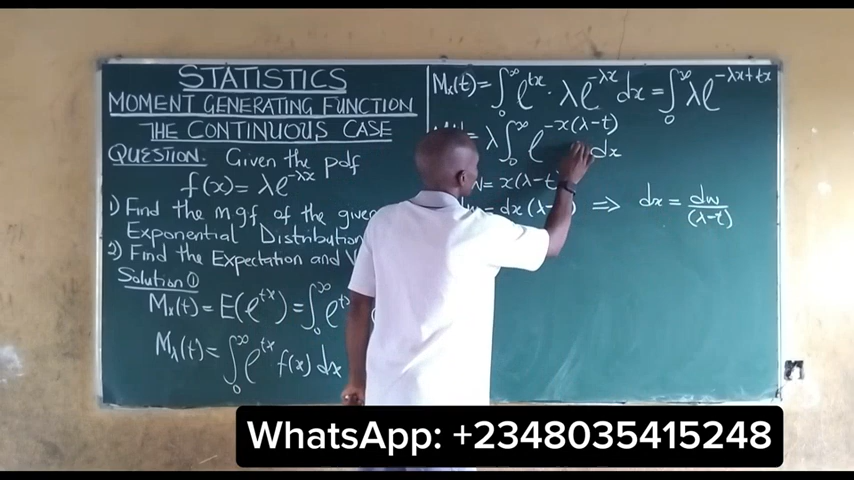 STATISTICS
MOMENT GENERATING FUNCTION
THE CONTINUOUS CASE
QUESTION: Given the pdf
f(x) = λe^{-λx}
1) Find the mgf of the given
Exponential Distribution
2) Find the Expectation and
Solution ①
Mx(t) = E(e^{tx}) = ∫₀^∞ e^{tx}
Mx(t) = ∫₀^∞ e^{tx} f(x) dx
Mx(t) = ∫₀^∞ e^{tx} · λe^{-λx} dx = ∫₀^∞ λe^{-λx+tx}
= λ∫₀^∞ e^{-x(λ-t)} dx
w = x(λ-t)
= dx(λ- ) ⇒ dx = dw/(λ-t)
WhatsApp: +2348035415248